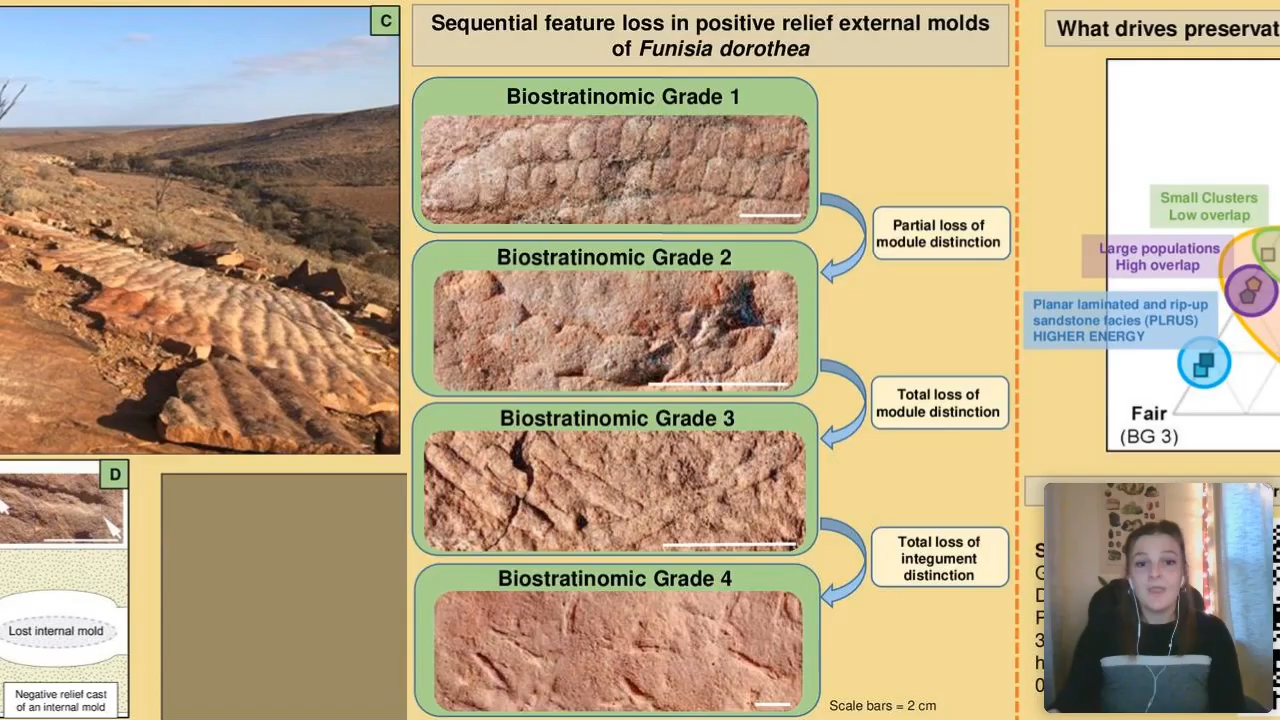 C
Sequential feature loss in positive relief external molds
of Funisia dorothea
Biostratinomic Grade 1
Partial loss of
module distinction
Biostratinomic Grade 2
Total loss of
module distinction
Biostratinomic Grade 3
Total loss of
integument
distinction
Biostratinomic Grade 4
Scale bars = 2 cm
D
Lost internal mold
Negative relief cast
of an internal mold
What drives
Small Clusters
Low overlap
Large populations
High overlap
Planar laminated and rip-up
sandstone facies (PLRUS)
HIGHER ENERGY
Fair
(BG 3)